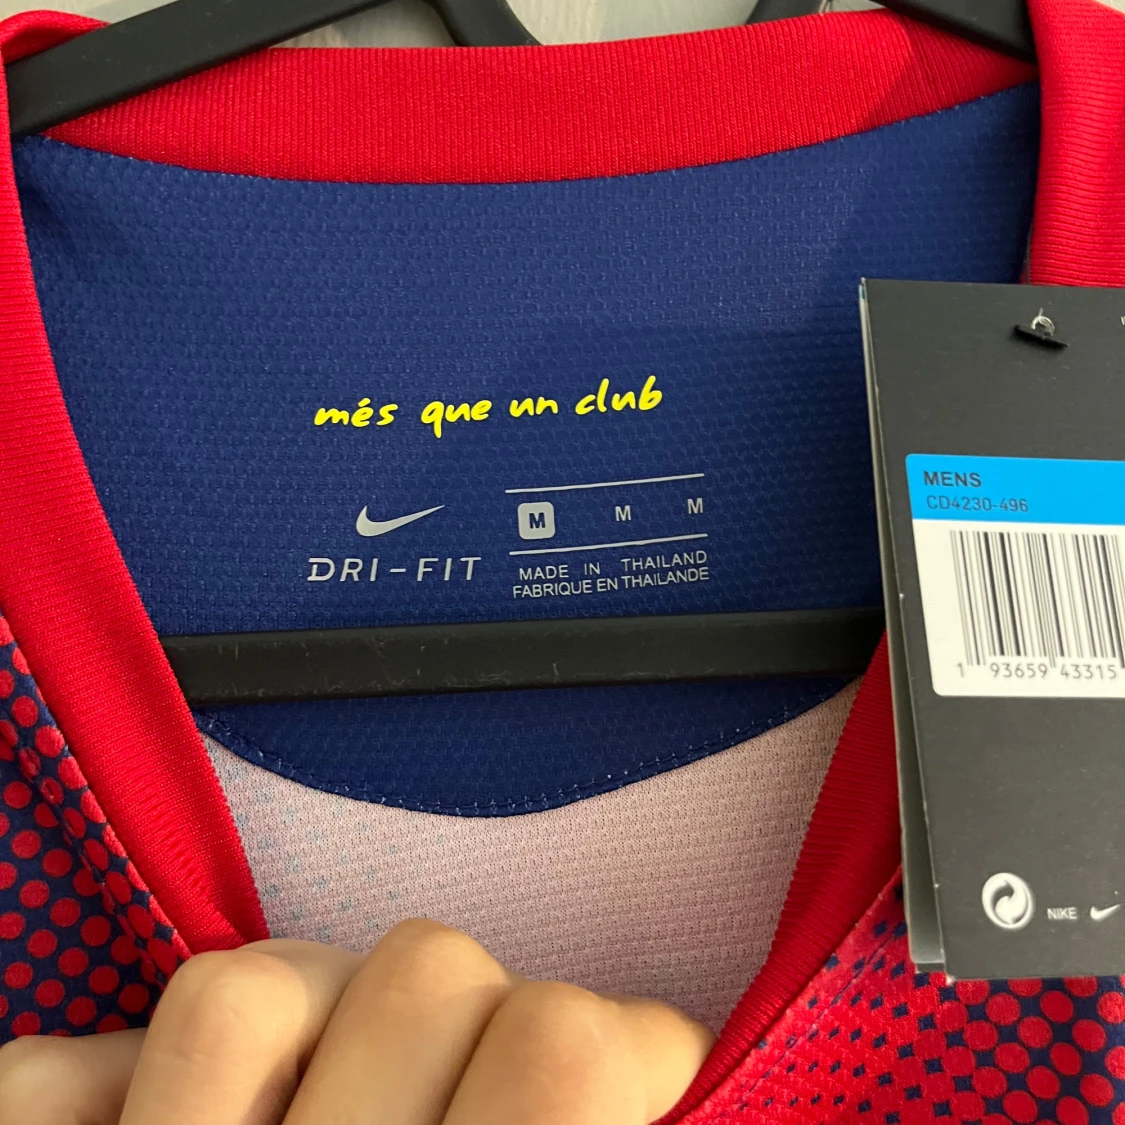 més que un club
DRI-FIT
M M M
MADE IN THAILAND
FABRIQUE EN THAILANDE
MENS
CD4230-496
1 93659 43315
NIKE